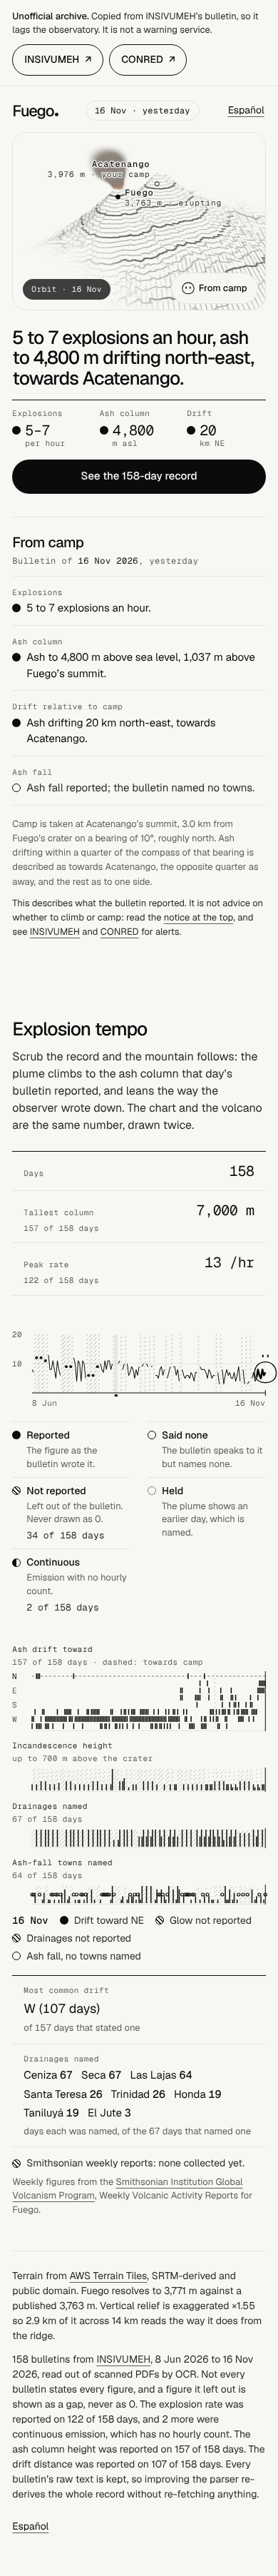 Unofficial archive. Copied from INSIVUMEH's bulletin, so it
lags the observatory. It is not a warning service.
INSIVUMEH ↗ CONRED ↗
Fuego. 16 Nov · yesterday Español
Acatenango
3,976 m · your camp
Fuego
3,763 m · erupting
Orbit · 16 Nov From camp
5 to 7 explosions an hour, ash
to 4,800 m drifting north-east,
towards Acatenango.
Explosions Ash column Drift
5–7 4,800 20
per hour m asl km NE
See the 158-day record
From camp
Bulletin of 16 Nov 2026, yesterday
Explosions
5 to 7 explosions an hour.
Ash column
Ash to 4,800 m above sea level, 1,037 m above
Fuego's summit.
Drift relative to camp
Ash drifting 20 km north-east, towards
Acatenango.
Ash fall
Ash fall reported; the bulletin named no towns.
Camp is taken at Acatenango's summit, 3.0 km from
Fuego's crater on a bearing of 10°, roughly north. Ash
drifting within a quarter of the compass of that bearing is
described as towards Acatenango, the opposite quarter as
away, and the rest as to one side.
This describes what the bulletin reported. It is not advice on
whether to climb or camp: read the notice at the top, and
see INSIVUMEH and CONRED for alerts.
Explosion tempo
Scrub the record and the mountain follows: the
plume climbs to the ash column that day's
bulletin reported, and leans the way the
observer wrote down. The chart and the volcano
are the same number, drawn twice.
Days 158
Tallest column 7,000 m
157 of 158 days
Peak rate 13 /hr
122 of 158 days
20
10
8 Jun 16 Nov
Reported
The figure as the
bulletin wrote it.
Said none
The bulletin speaks to it
but names none.
Not reported
Left out of the bulletin.
Never drawn as 0.
34 of 158 days
Held
The plume shows an
earlier day, which is
named.
Continuous
Emission with no hourly
count.
2 of 158 days
Ash drift toward
157 of 158 days · dashed: towards camp
N
E
S
W
Incandescence height
up to 700 m above the crater
Drainages named
67 of 158 days
Ash-fall towns named
64 of 158 days
16 Nov Drift toward NE Glow not reported
Drainages not reported
Ash fall, no towns named
Most common drift
W (107 days)
of 157 days that stated one
Drainages named
Ceniza 67 Seca 67 Las Lajas 64
Santa Teresa 26 Trinidad 26 Honda 19
Taniluyá 19 El Jute 3
days each was named, of the 67 days that named one
Smithsonian weekly reports: none collected yet.
Weekly figures from the Smithsonian Institution Global
Volcanism Program, Weekly Volcanic Activity Reports for
Fuego.
Terrain from AWS Terrain Tiles, SRTM-derived and
public domain. Fuego resolves to 3,771 m against a
published 3,763 m. Vertical relief is exaggerated ×1.55
so 2.9 km of it across 14 km reads the way it does from
the ridge.
158 bulletins from INSIVUMEH, 8 Jun 2026 to 16 Nov
2026, read out of scanned PDFs by OCR. Not every
bulletin states every figure, and a figure it left out is
shown as a gap, never as 0. The explosion rate was
reported on 122 of 158 days, and 2 more were
continuous emission, which has no hourly count. The
ash column height was reported on 157 of 158 days. The
drift distance was reported on 107 of 158 days. Every
bulletin's raw text is kept, so improving the parser re-
derives the whole record without re-fetching anything.
Español